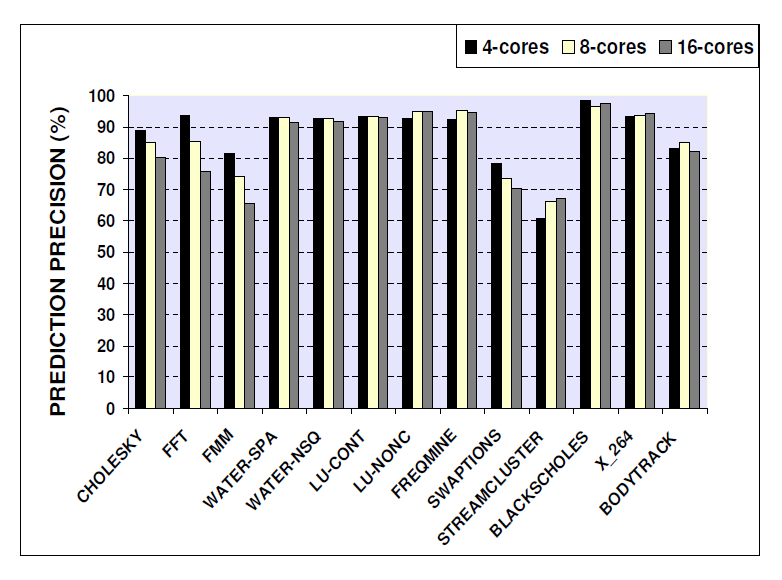 4-cores 8-cores 16-cores
PREDICTION PRECISION (%)
100
90
80
70
60
50
40
30
20
10
0
CHOLESKY
FFT
FMM
WATER-SPA
WATER-NSQ
LU-CONT
LU-NONC
FREQMINE
SWAPTIONS
STREAMCLUSTER
BLACKSCHOLES
X_264
BODYTRACK